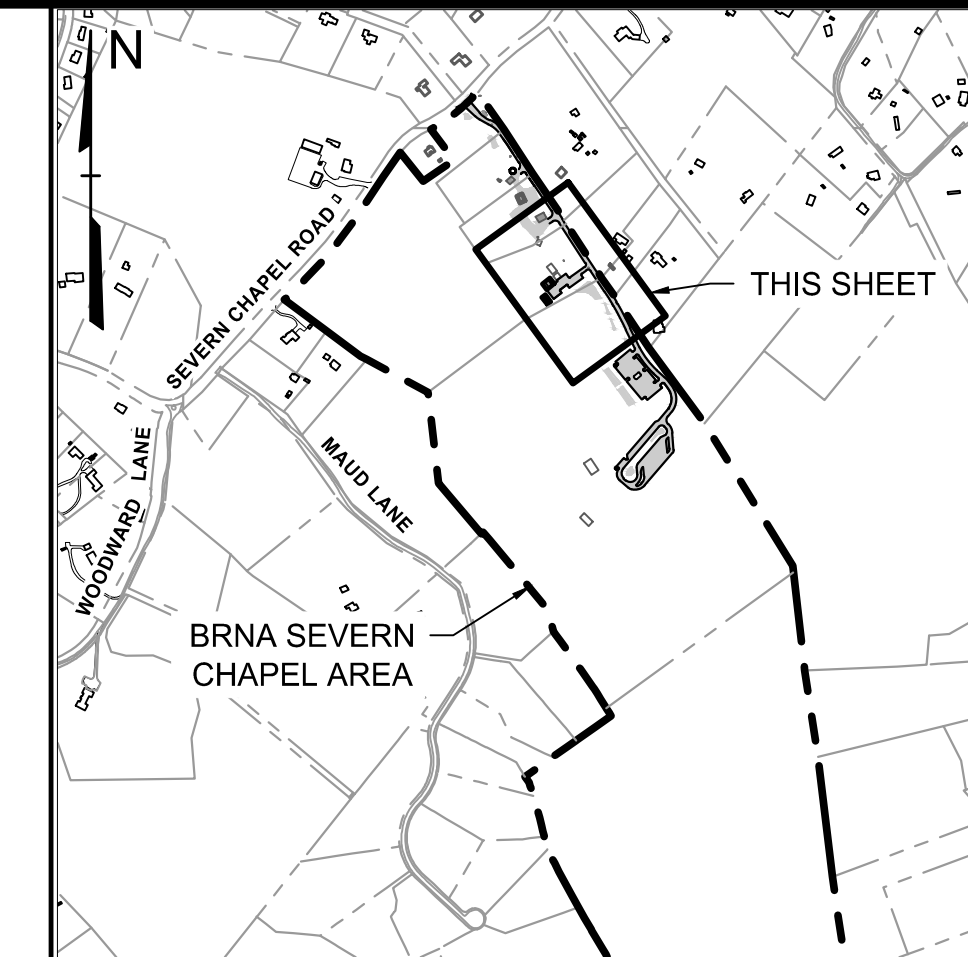 N
THIS SHEET
SEVERN CHAPEL ROAD
MAUD LANE
WOODWARD LANE
BRNA SEVERN
CHAPEL AREA